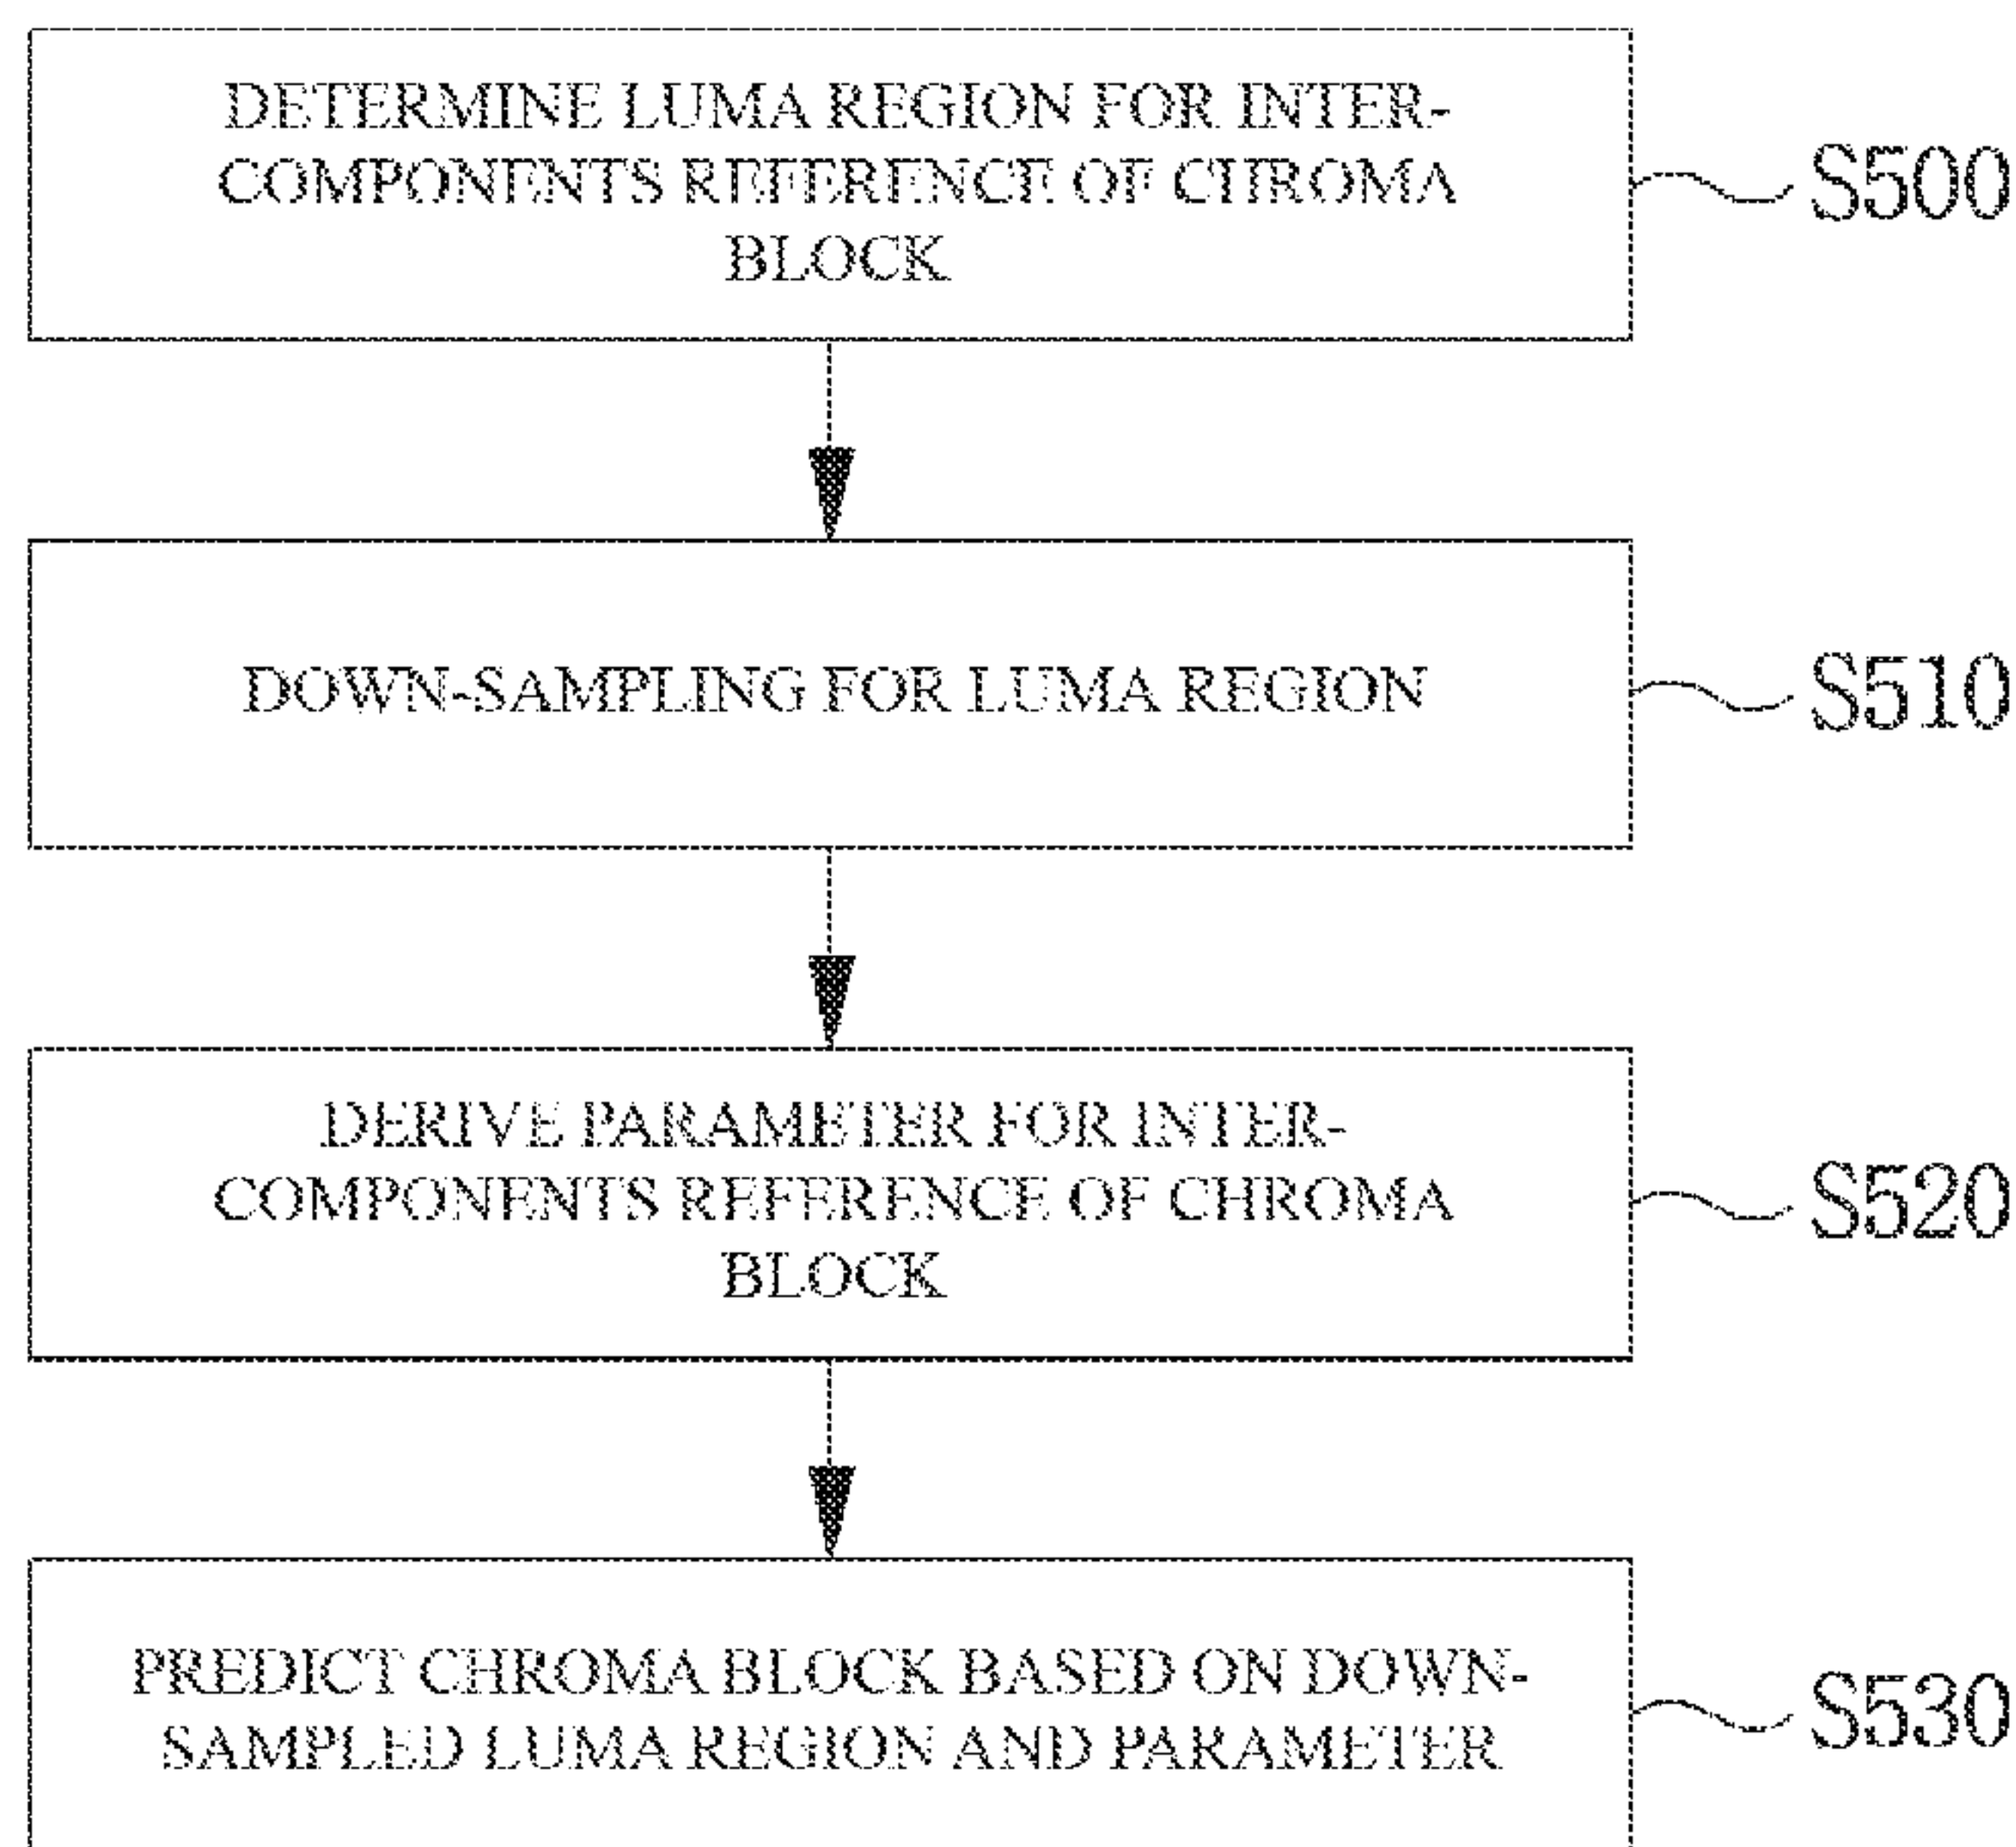 DETERMINE LUMA REGION FOR INTER-
COMPONENTS REFERENCE OF CHROMA
BLOCK
S500
DOWN-SAMPLING FOR LUMA REGION
S510
DERIVE PARAMETER FOR INTER-
COMPONENTS REFERENCE OF CHROMA
BLOCK
S520
PREDICT CHROMA BLOCK BASED ON DOWN-
SAMPLED LUMA REGION AND PARAMETER
S530